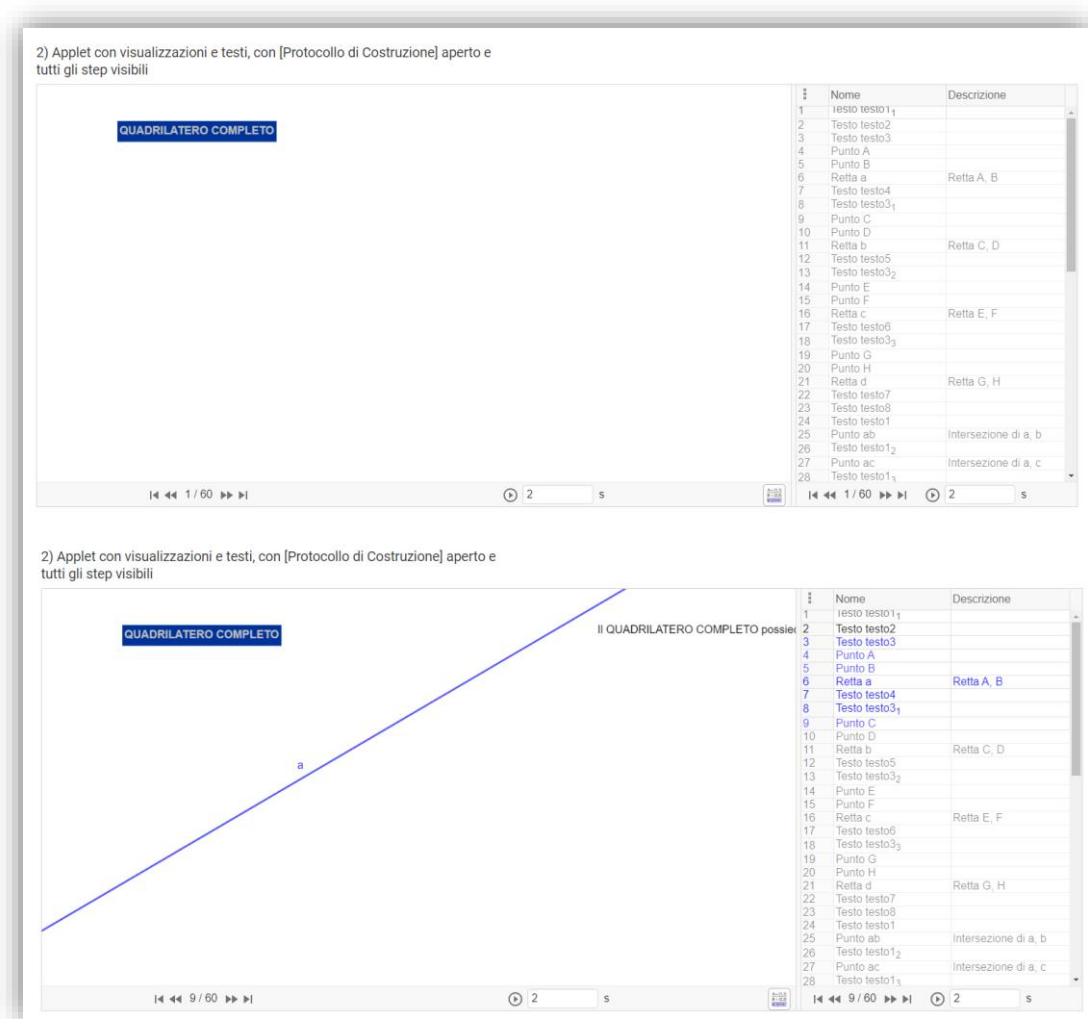 2) Applet con visualizzazioni e testi, con [Protocollo di Costruzione] aperto e
tutti gli step visibili
QUADRILATERO COMPLETO
Nome Descrizione
1 Testo testo1₁
2 Testo testo2
3 Testo testo3
4 Punto A
5 Punto B
6 Retta a Retta A, B
7 Testo testo4
8 Testo testo3₁
9 Punto C
10 Punto D
11 Retta b Retta C, D
12 Testo testo5
13 Testo testo3₂
14 Punto E
15 Punto F
16 Retta c Retta E, F
17 Testo testo6
18 Testo testo3₃
19 Punto G
20 Punto H
21 Retta d Retta G, H
22 Testo testo7
23 Testo testo8
24 Testo testo1
25 Punto ab Intersezione di a, b
26 Testo testo1₂
27 Punto ac Intersezione di a, c
28 Testo testo1₃
1 / 60 2 s 1 / 60 2 s
2) Applet con visualizzazioni e testi, con [Protocollo di Costruzione] aperto e
tutti gli step visibili
QUADRILATERO COMPLETO
Il QUADRILATERO COMPLETO possied
a
Nome Descrizione
1 Testo testo1₁
2 Testo testo2
3 Testo testo3
4 Punto A
5 Punto B
6 Retta a Retta A, B
7 Testo testo4
8 Testo testo3₁
9 Punto C
10 Punto D
11 Retta b Retta C, D
12 Testo testo5
13 Testo testo3₂
14 Punto E
15 Punto F
16 Retta c Retta E, F
17 Testo testo6
18 Testo testo3₃
19 Punto G
20 Punto H
21 Retta d Retta G, H
22 Testo testo7
23 Testo testo8
24 Testo testo1
25 Punto ab Intersezione di a, b
26 Testo testo1₂
27 Punto ac Intersezione di a, c
28 Testo testo1₃
9 / 60 2 s 9 / 60 2 s